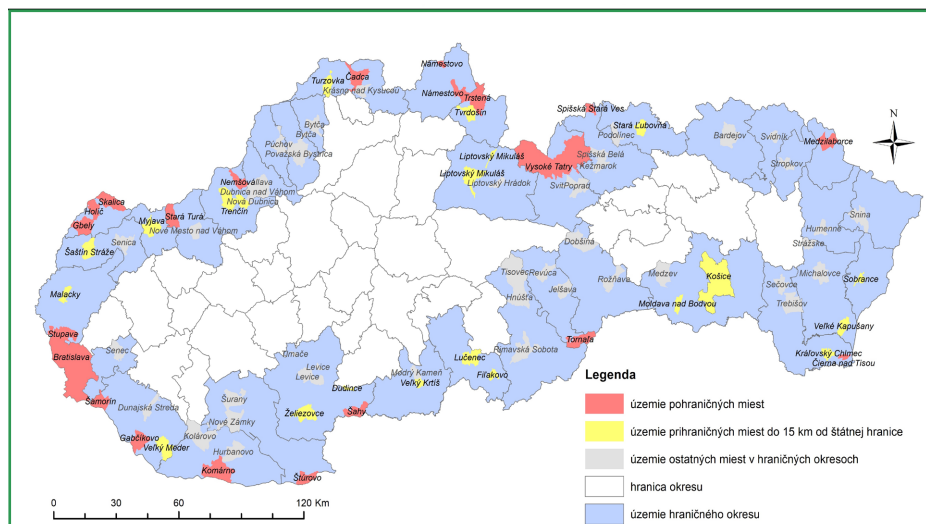 Námestovo
Turzovka
Čadca
Krásno nad Kysucou
Námestovo
Trstená
Tvrdošín
Spišská Stará Ves
Stará Ľubovňa
Podolínec
Bardejov
Svidník
Medzilaborce
Stropkov
N
Bytča
Bytča
Púchov
Považská Bystrica
Liptovský Mikuláš
Liptovský Mikuláš
Liptovský Hrádok
Vysoké Tatry
Spišská Belá
Kežmarok
Svit
Poprad
Nemšová
Ilava
Dubnica nad Váhom
Nová Dubnica
Trenčín
Skalica
Holíč
Gbely
Myjava
Stará Turá
Nové Mesto nad Váhom
Senica
Šaštín Stráže
Snina
Humenné
Strážske
Dobšiná
Tisovec
Revúca
Rožňava
Medzev
Košice
Michalovce
Sobrance
Sečovce
Trebišov
Malacky
Hnúšťa
Jelšava
Moldava nad Bodvou
Veľké Kapušany
Stupava
Bratislava
Senec
Tornaľa
Kráľovský Chlmec
Čierna nad Tisou
Rimavská Sobota
Lučenec
Fiľakovo
Modrý Kameň
Veľký Krtíš
Tlmače
Levice
Levice
Dudince
Šamorín
Dunajská Streda
Šurany
Želiezovce
Šahy
Nové Zámky
Gabčíkovo
Veľký Meder
Kolárovo
Hurbanovo
Komárno
Štúrovo
Legenda
územie pohraničných miest
územie prihraničných miest do 15 km od štátnej hranice
územie ostatných miest v hraničných okresoch
hranica okresu
územie hraničného okresu
0 30 60 120 Km